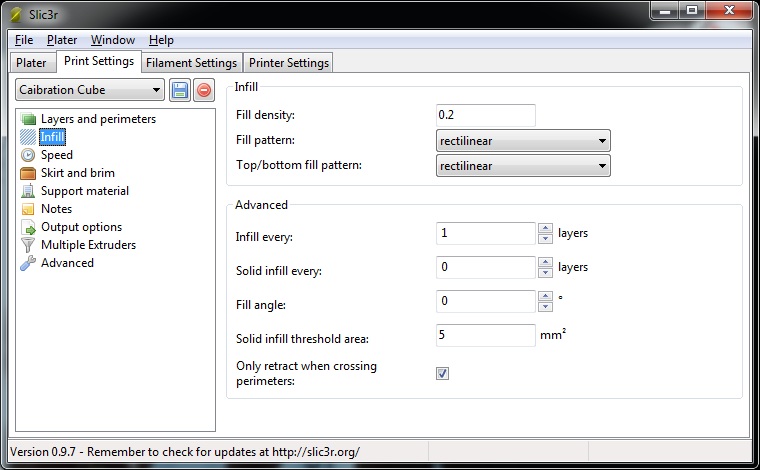 Slic3r
File Plater Window Help
Plater Print Settings Filament Settings Printer Settings
Caibration Cube
Layers and perimeters
Infill
Speed
Skirt and brim
Support material
Notes
Output options
Multiple Extruders
Advanced
Infill
Fill density: 0.2
Fill pattern: rectilinear
Top/bottom fill pattern: rectilinear
Advanced
Infill every: 1 layers
Solid infill every: 0 layers
Fill angle: 0 °
Solid infill threshold area: 5 mm²
Only retract when crossing
perimeters:
Version 0.9.7 - Remember to check for updates at http://slic3r.org/